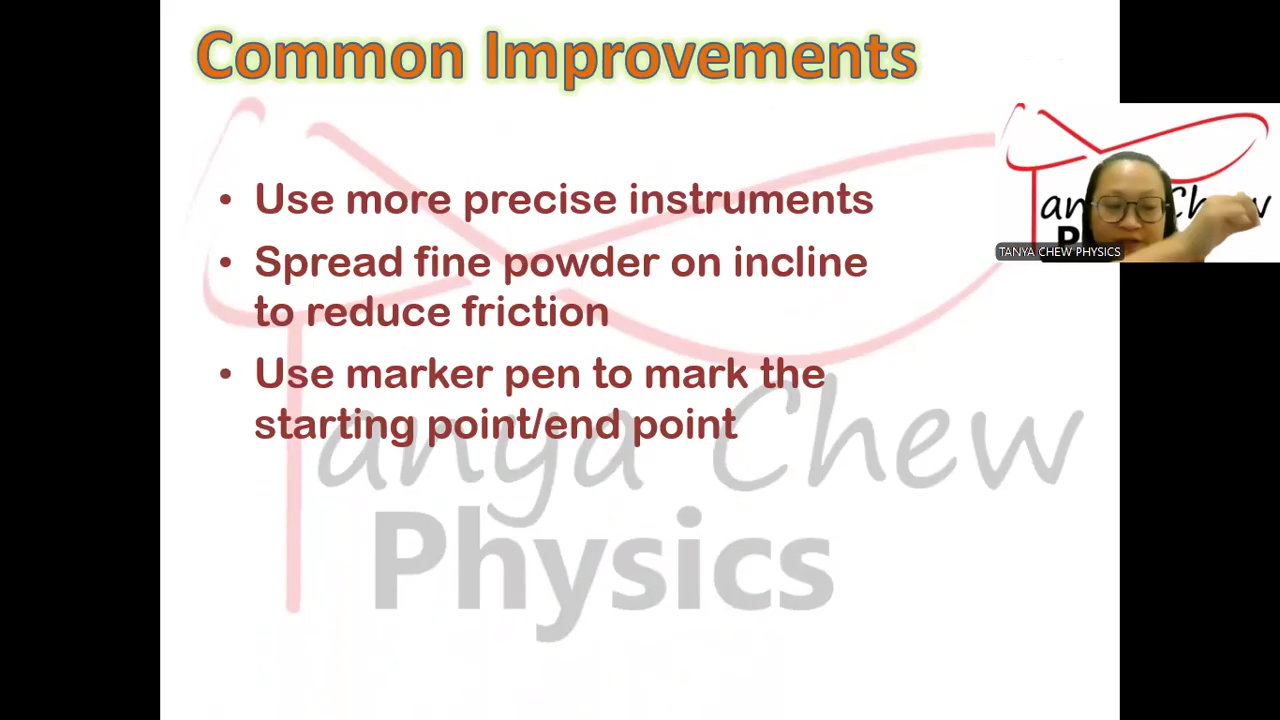 Common Improvements
• Use more precise instruments
• Spread fine powder on incline
to reduce friction
• Use marker pen to mark the
starting point/end point
Tanya Chew
Physics
TANYA CHEW PHYSICS